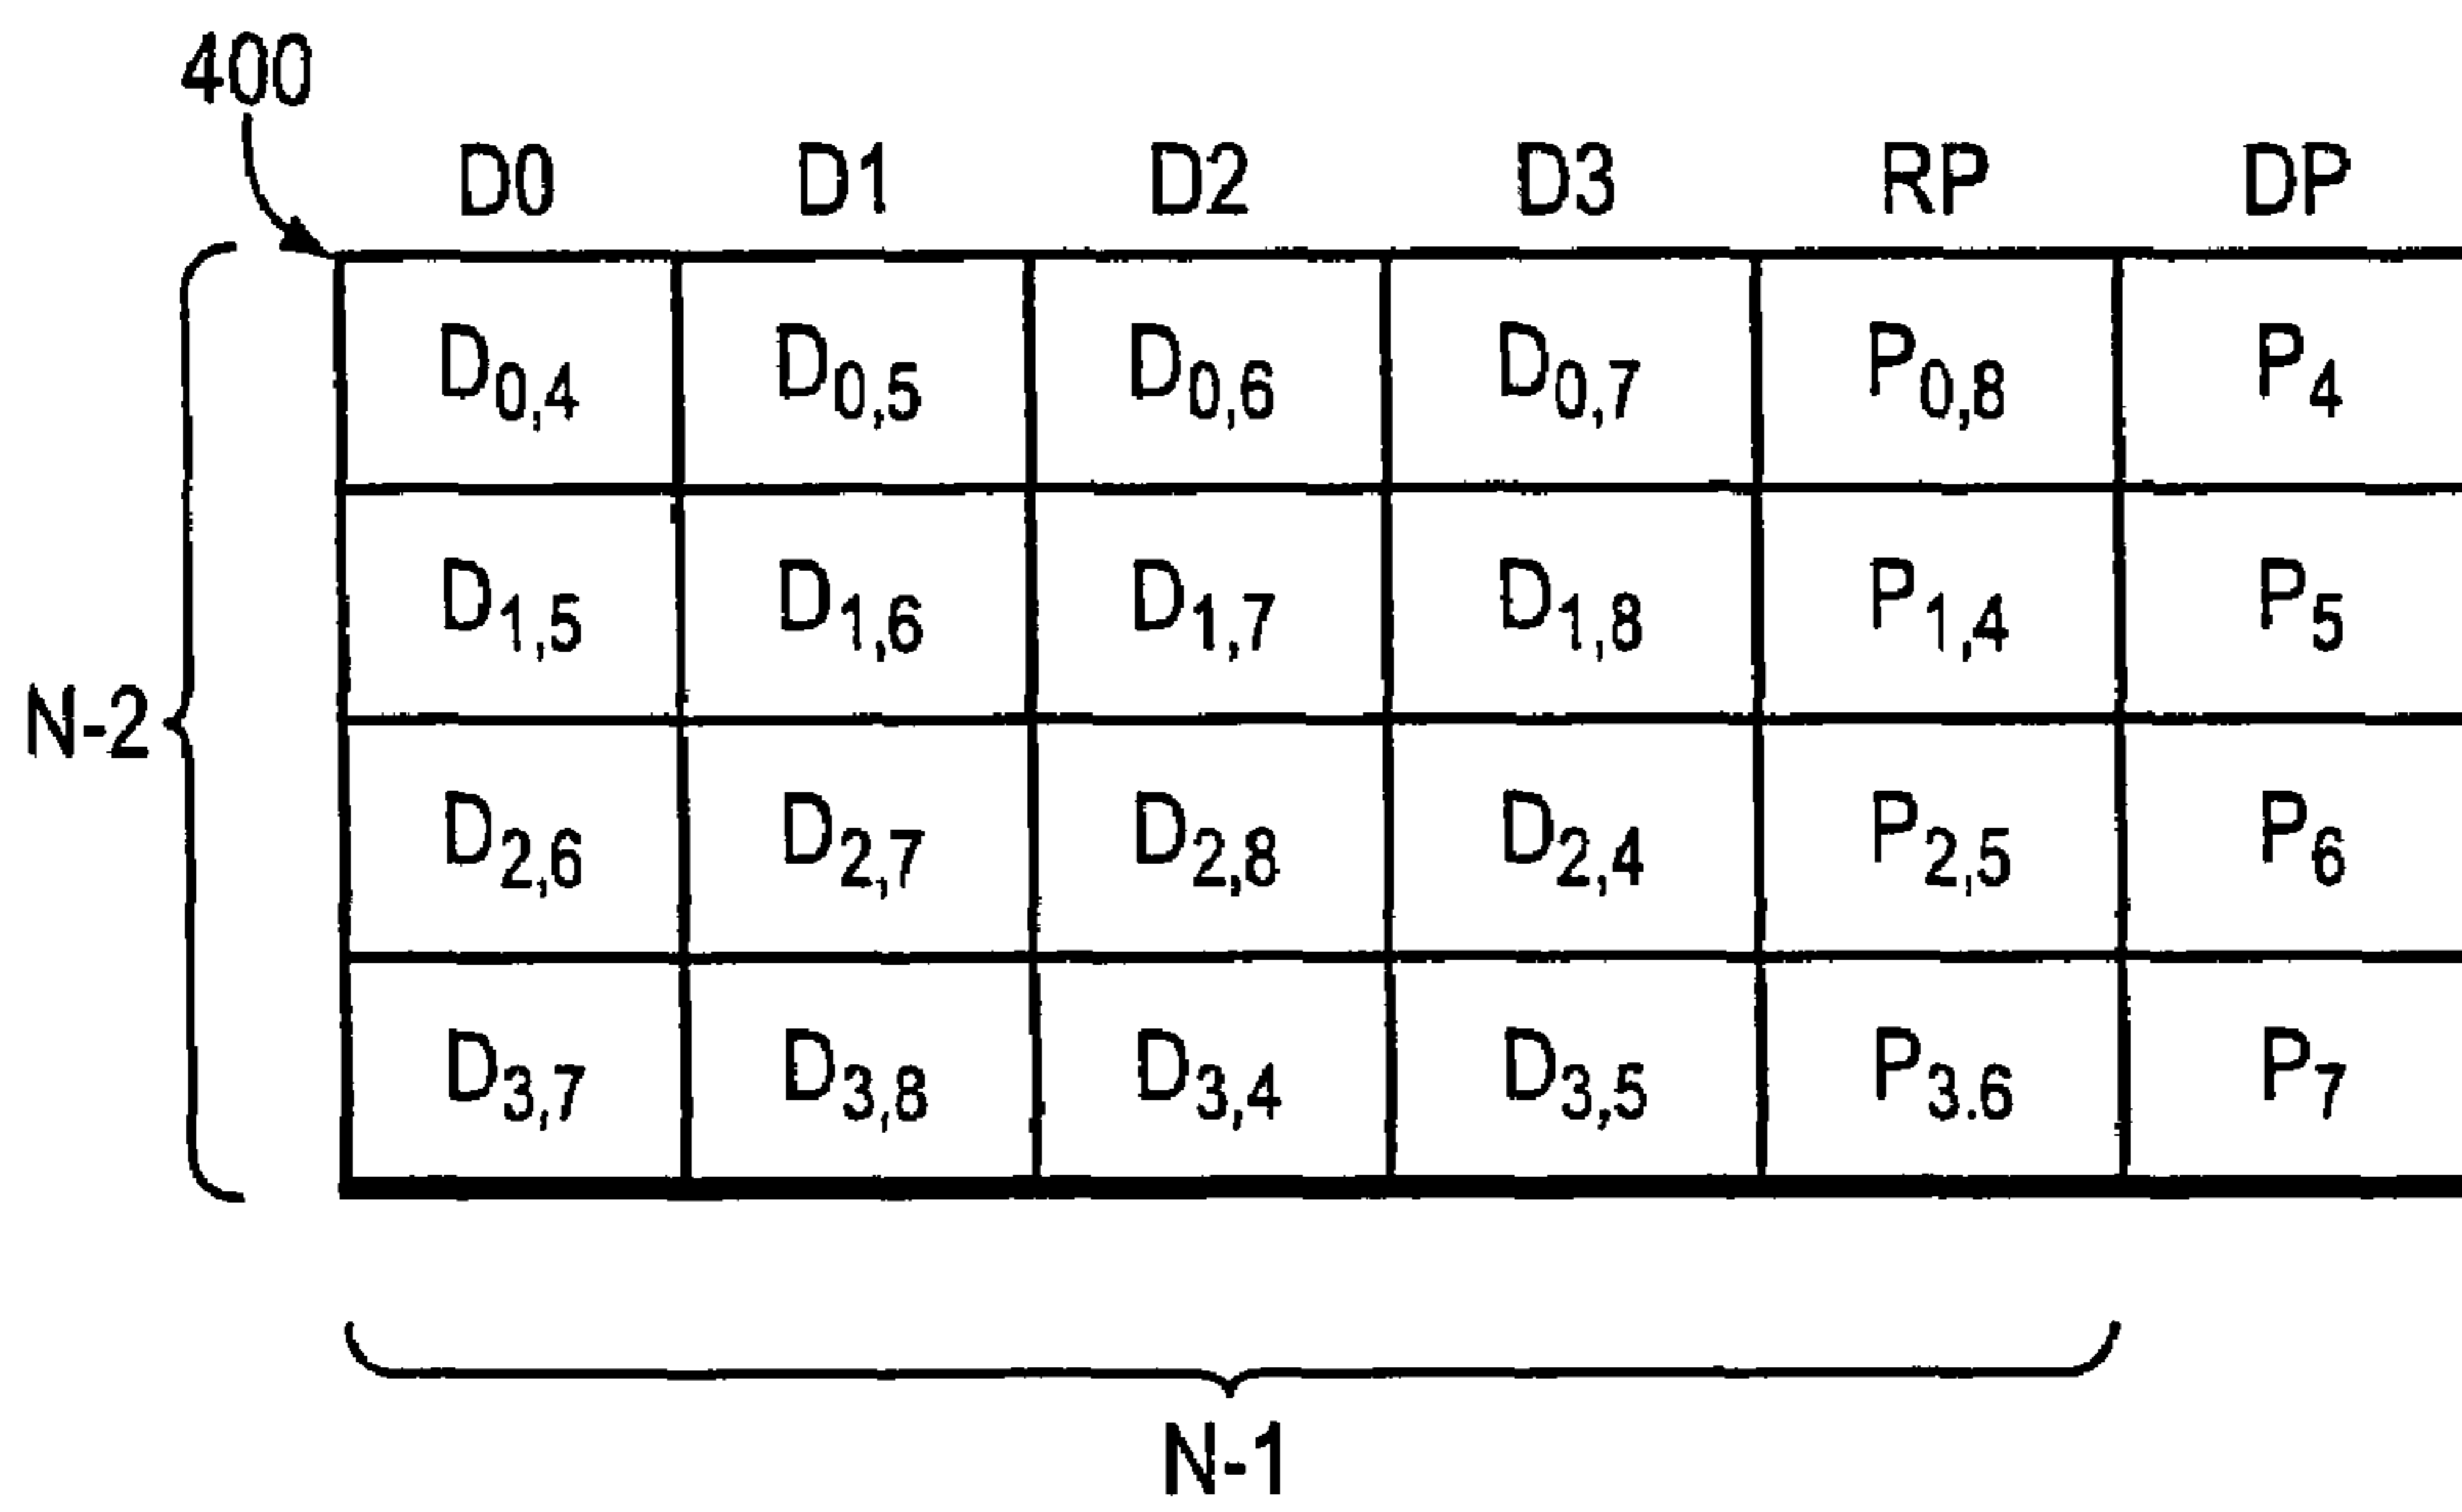 400
D0 D1 D2 D3 RP DP
D0,4 D0,5 D0,6 D0,7 P0,8 P4
D1,5 D1,6 D1,7 D1,8 P1,4 P5
N-2
D2,6 D2,7 D2,8 D2,4 P2,5 P6
D3,7 D3,8 D3,4 D3,5 P3.6 P7
N-1